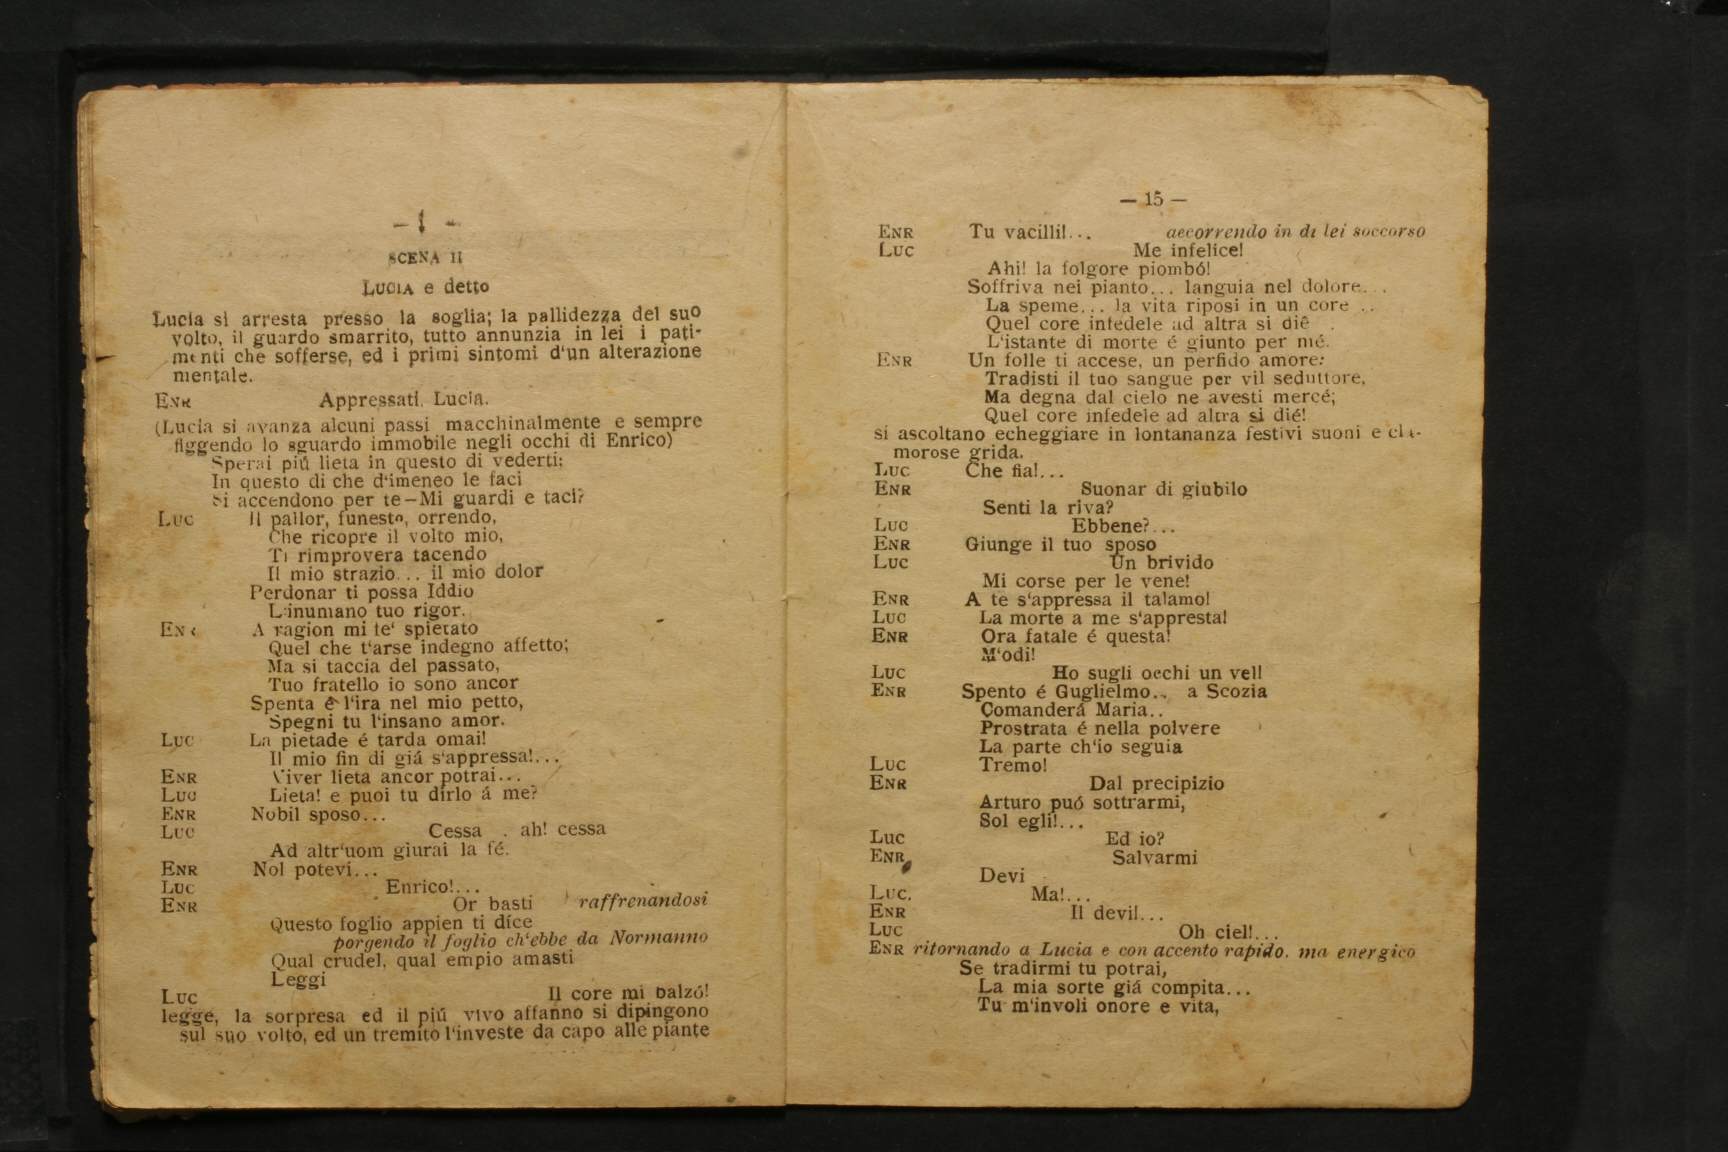 SCENA II
LUCIA e detto
Lucia si arresta presso la soglia; la pallidezza del suo
volto, il guardo smarrito, tutto annunzia in lei i pati-
menti che sofferse, ed i primi sintomi d'un alterazione
mentale.
ENR Appressati. Lucia.
(Lucia si avanza alcuni passi macchinalmente e sempre
figgendo lo sguardo immobile negli occhi di Enrico)
Sperai piú lieta in questo di vederti:
In questo di che d'imeneo le faci
Si accendono per te—Mi guardi e taci?
LUC Il pallor, funesto, orrendo,
Che ricopre il volto mio,
Ti rimprovera tacendo
Il mio strazio... il mio dolor
Perdonar ti possa Iddio
L'inumano tuo rigor.
ENR A ragion mi te' spietato
Quel che t'arse indegno affetto;
Ma si taccia del passato,
Tuo fratello io sono ancor
Spenta è l'ira nel mio petto,
Spegni tu l'insano amor.
LUC La pietade é tarda omai!
Il mio fin di giá s'appressa!...
ENR Viver lieta ancor potrai...
LUC Lieta! e puoi tu dirlo á me?
ENR Nobil sposo...
LUC Cessa . ah! cessa
Ad altr'uom giurai la fé.
ENR Nol potevi...
LUC Enrico!...
ENR Or basti raffrenandosi
Questo foglio appien ti díce
porgendo il foglio ch'ebbe da Normanno
Qual crudel, qual empio amasti
Leggi
LUC Il core mi balzó!
legge, la sorpresa ed il piú vivo affanno si dipingono
sul suo volto, ed un tremito l'investe da capo alle piante
— 15 —
ENR Tu vacilli!... accorrendo in di lei soccorso
LUC Me infelice!
Ahi! la folgore piombó!
Soffriva nei pianto... languia nel dolore...
La speme... la vita riposi in un core ..
Quel core infedele ad altra si diê .
L'istante di morte é giunto per mé.
ENR Un folle ti accese, un perfido amore:
Tradisti il tuo sangue per vil seduttore,
Ma degna dal cielo ne avesti mercé;
Quel core infedele ad altra si dié!
si ascoltano echeggiare in lontananza festivi suoni e cla-
morose grida.
LUC Che fia!...
ENR Suonar di giubilo
Senti la riva?
LUC Ebbene?...
ENR Giunge il tuo sposo
LUC Un brivido
Mi corse per le vene!
ENR A te s'appressa il talamo!
LUC La morte a me s'appresta!
ENR Ora fatale é questa!
M'odi!
LUC Ho sugli occhi un vel!
ENR Spento é Guglielmo.. a Scozia
Comanderá Maria..
Prostrata é nella polvere
La parte ch'io seguia
LUC Tremo!
ENR Dal precipizio
Arturo puó sottrarmi,
Sol egli!...
LUC Ed io?
ENR Salvarmi
Devi
LUC. Ma!...
ENR Il devi!...
LUC Oh ciel!...
ENR ritornando a Lucia e con accento rapido. ma energico
Se tradirmi tu potrai,
La mia sorte giá compita...
Tu m'involi onore e vita,